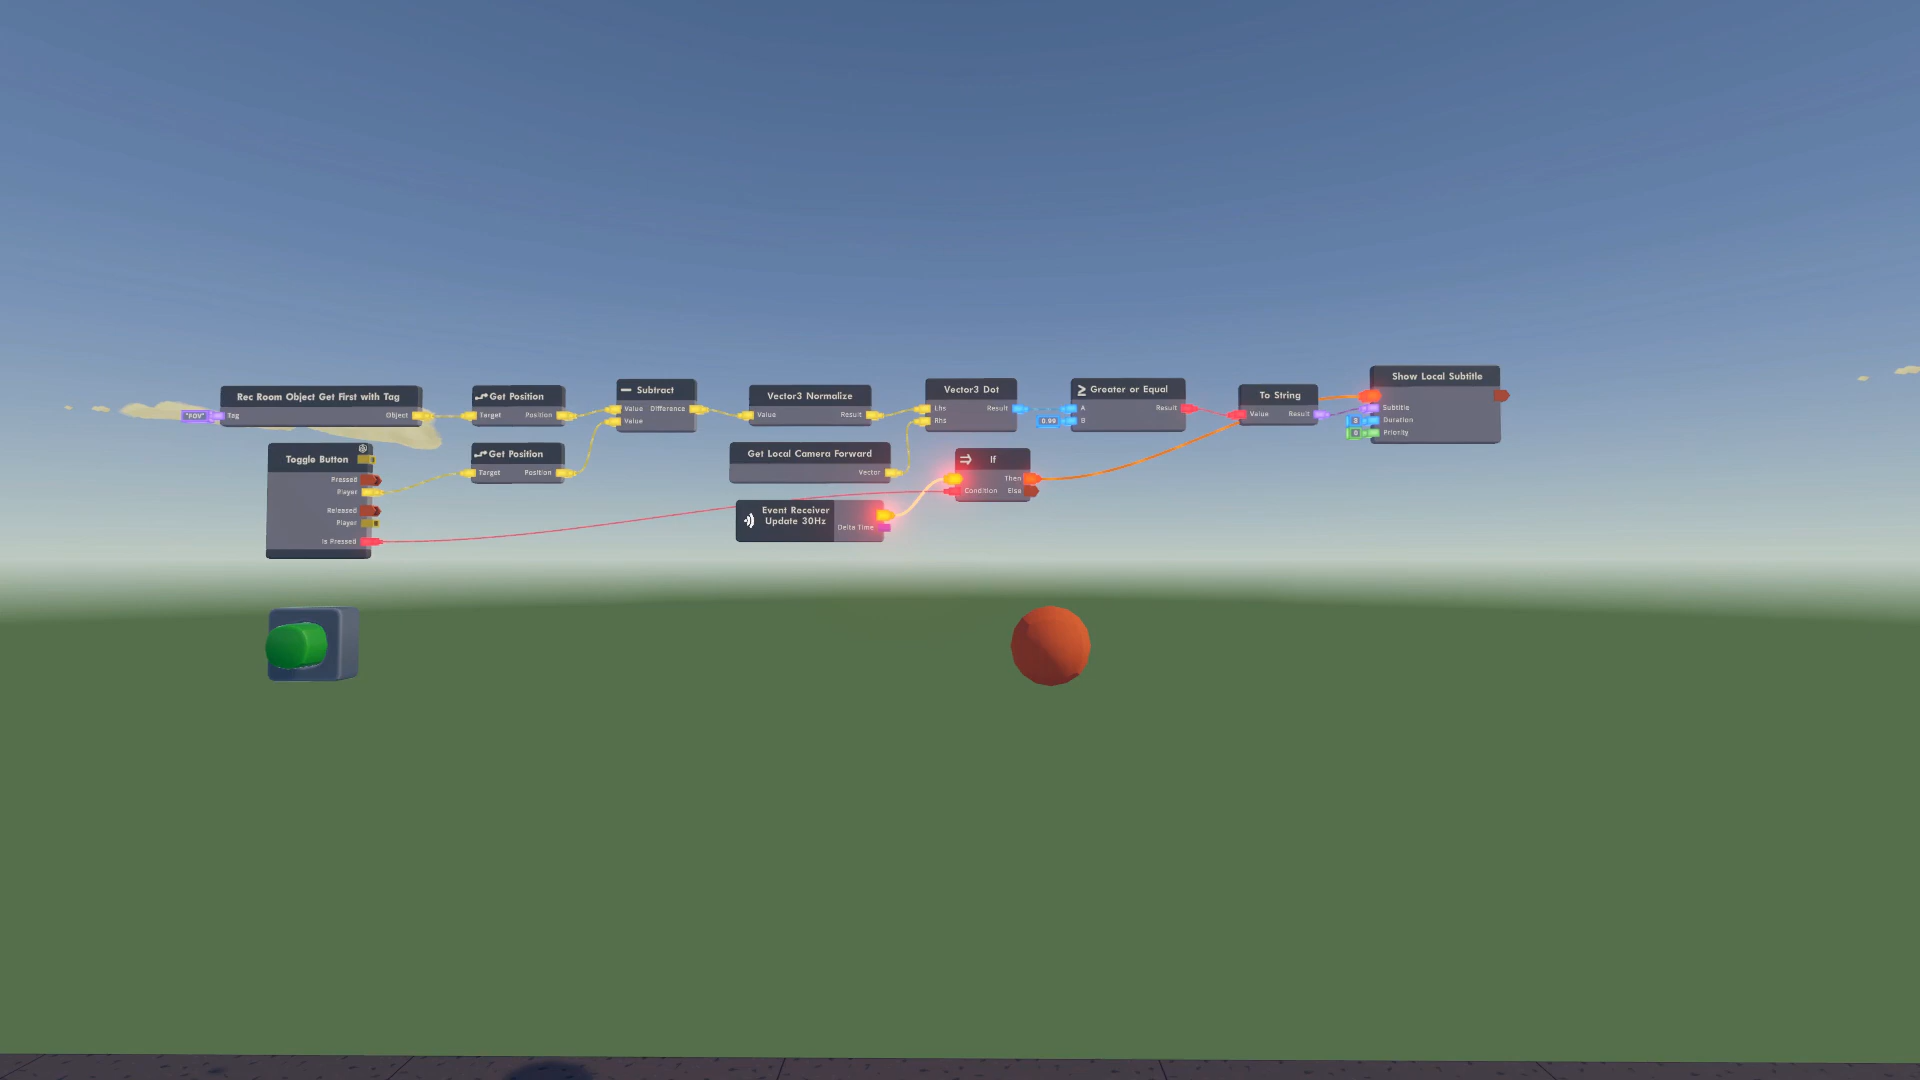 Rec Room Object Get First with Tag
"FOV" Tag Object
Get Position
Target Position
Subtract
Value Difference
Value
Vector3 Normalize
Value Result
Vector3 Dot
Lhs Result
Rhs
Greater or Equal
A Result
0.99 B
To String
Value Result
Show Local Subtitle
Subtitle
Duration
0 Priority
Toggle Button
Pressed
Player
Released
Player
Is Pressed
Get Position
Target Position
Get Local Camera Forward
Vector
Event Receiver
Update 30Hz
Delta Time
If
Then
Condition Else